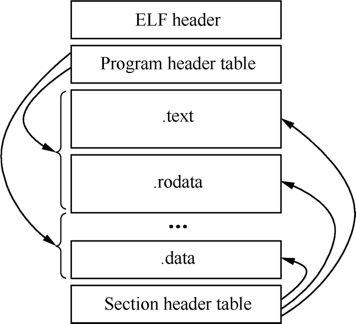 ELF header
Program header table
.text
.rodata
...
.data
Section header table